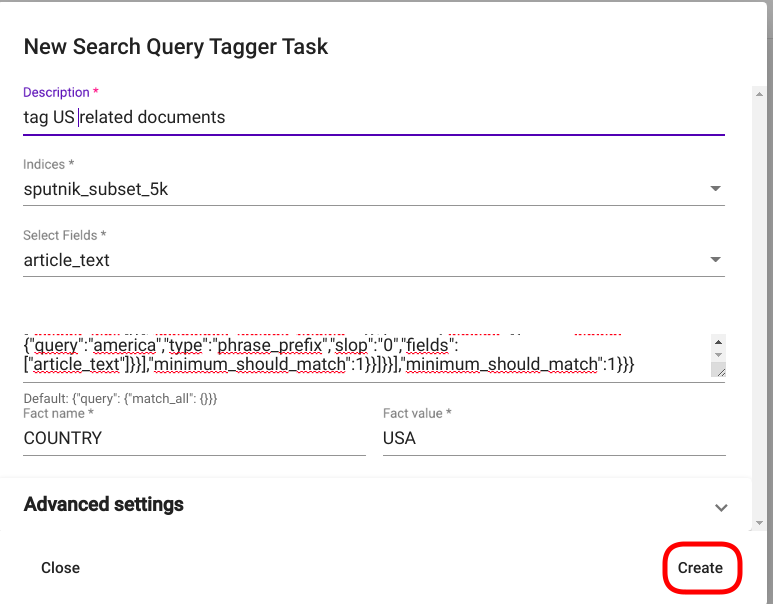 New Search Query Tagger Task
Description *
tag US related documents
Indices *
sputnik_subset_5k
Select Fields *
article_text
{"query":"america","type":"phrase_prefix","slop":"0","fields":
["article_text"]}}],"minimum_should_match":1}}]}}],"minimum_should_match":1}}}
Default: {"query": {"match_all": {}}}
Fact name *
Fact value *
COUNTRY
USA
Advanced settings
Close
Create